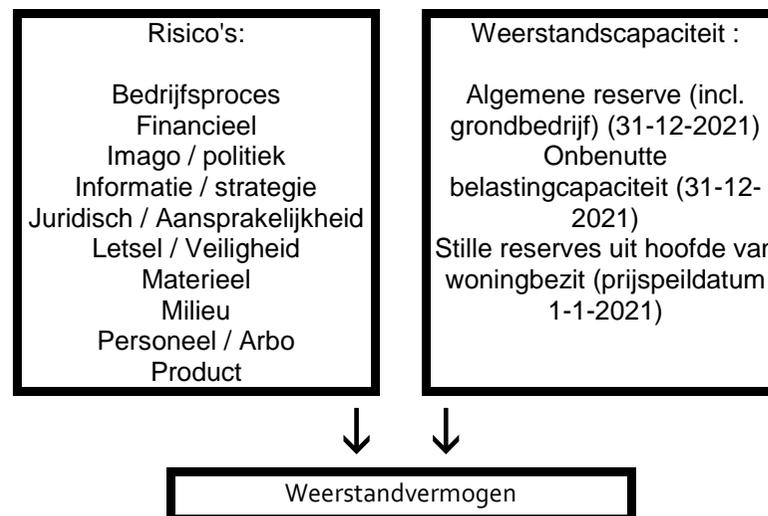 Risico's:
Bedrijfsproces
Financieel
Imago / politiek
Informatie / strategie
Juridisch / Aansprakelijkheid
Letsel / Veiligheid
Materieel
Milieu
Personeel / Arbo
Product
Weerstandscapaciteit :
Algemene reserve (incl.
grondbedrijf) (31-12-2021)
Onbenutte
belastingcapaciteit (31-12-
2021)
Stille reserves uit hoofde van
woningbezit (prijspeildatum
1-1-2021)
Weerstandvermogen